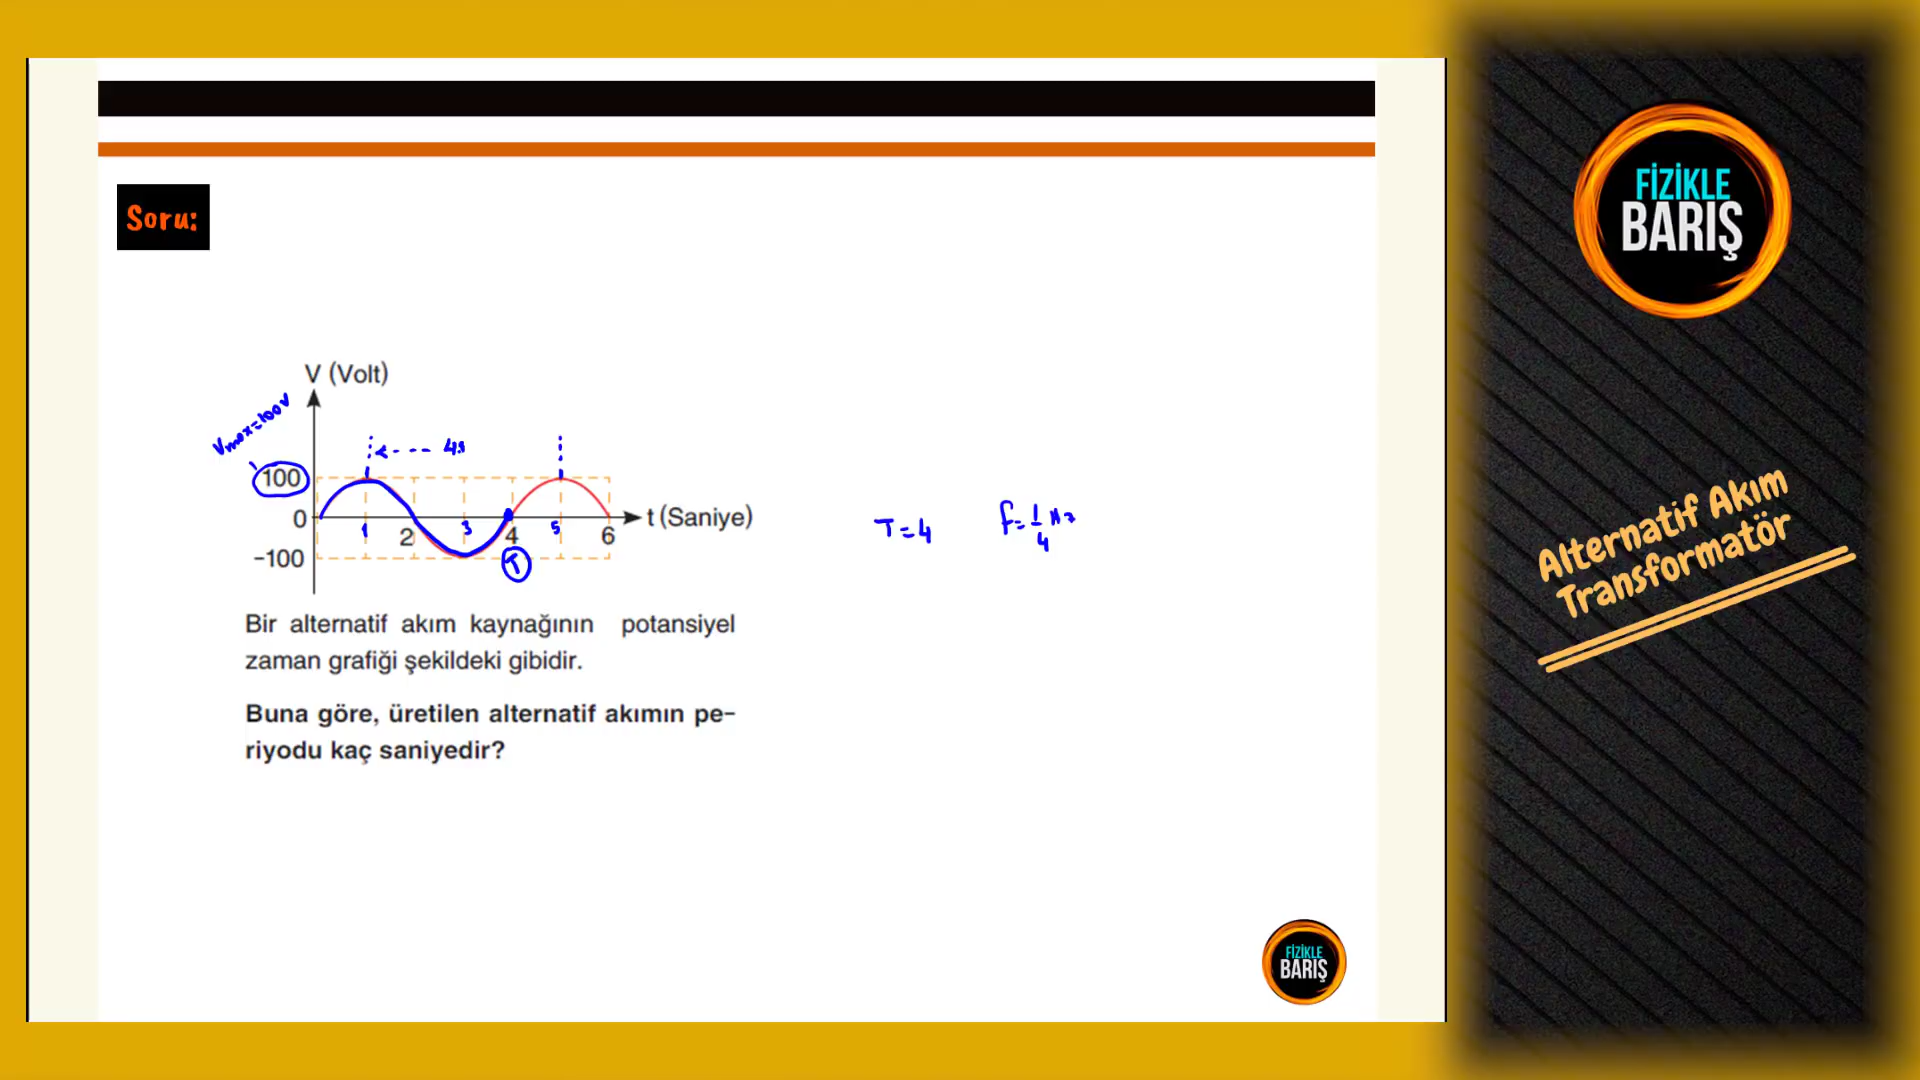 Soru:
V (Volt)
Vmax=100V
4s
100
0
1
2
3
4
5
6
t (Saniye)
-100
T
T=4
f=1/4 Hz
Bir alternatif akım kaynağının potansiyel
zaman grafiği şekildeki gibidir.
Buna göre, üretilen alternatif akımın pe-
riyodu kaç saniyedir?
FİZİKLE
BARIŞ
FİZİKLE
BARIŞ
Alternatif Akım
Transformatör